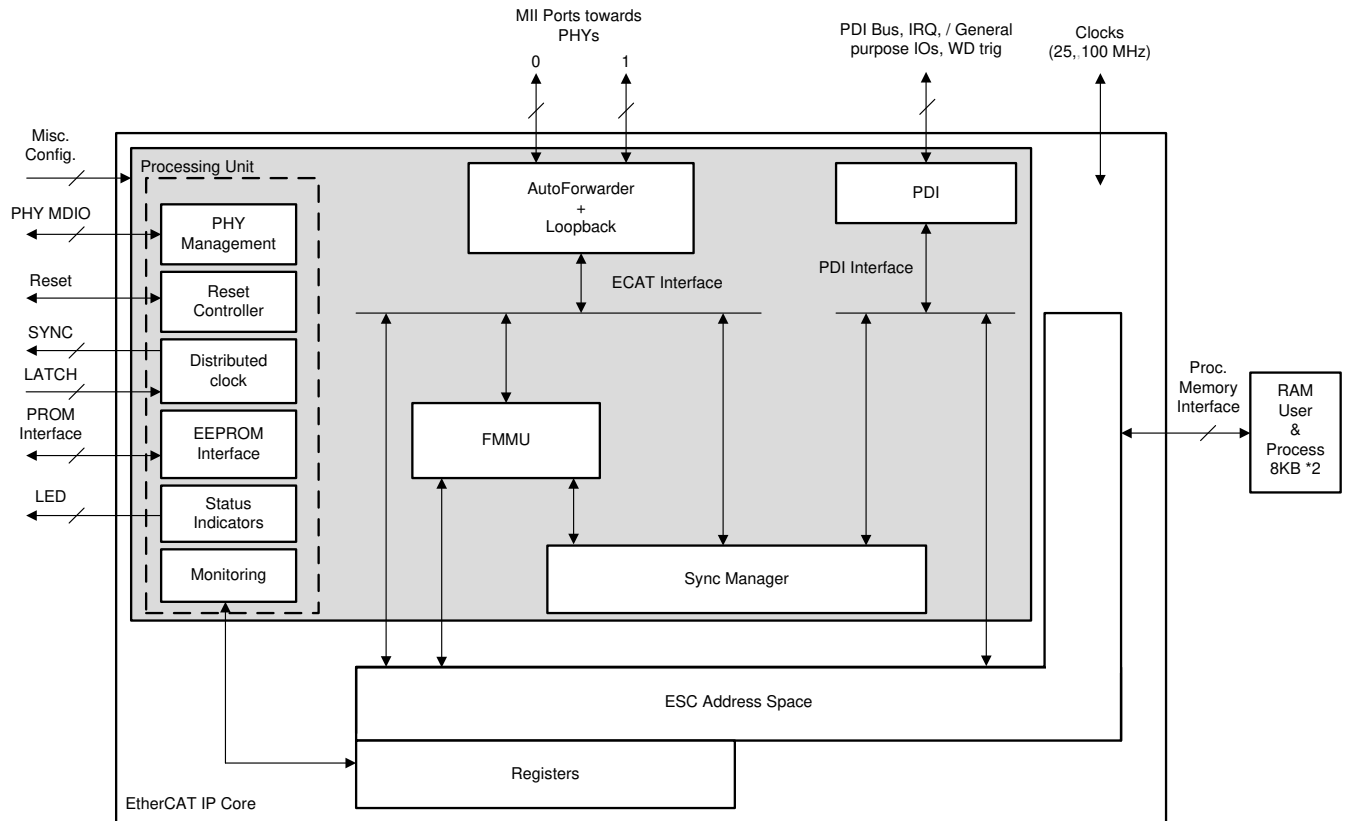 MII Ports towards
PHYs
0
1
PDI Bus, IRQ, / General
purpose IOs, WD trig
Clocks
(25,,100 MHz)
Misc.
Config.
Processing Unit
AutoForwarder
+
Loopback
PDI
PHY MDIO
PHY
Management
ECAT Interface
PDI Interface
Reset
Reset
Controller
SYNC
LATCH
Distributed
clock
PROM
Interface
EEPROM
Interface
FMMU
Proc.
Memory
Interface
RAM
User
&
Process
8KB *2
LED
Status
Indicators
Monitoring
Sync Manager
ESC Address Space
Registers
EtherCAT IP Core